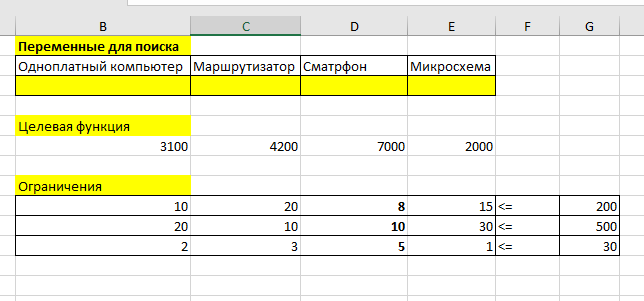 B C D E F G
Переменные для поиска
Одноплатный компьютер Маршрутизатор Сматрфон Микросхема
Целевая функция
3100 4200 7000 2000
Ограничения
10 20 8 15 <= 200
20 10 10 30 <= 500
2 3 5 1 <= 30